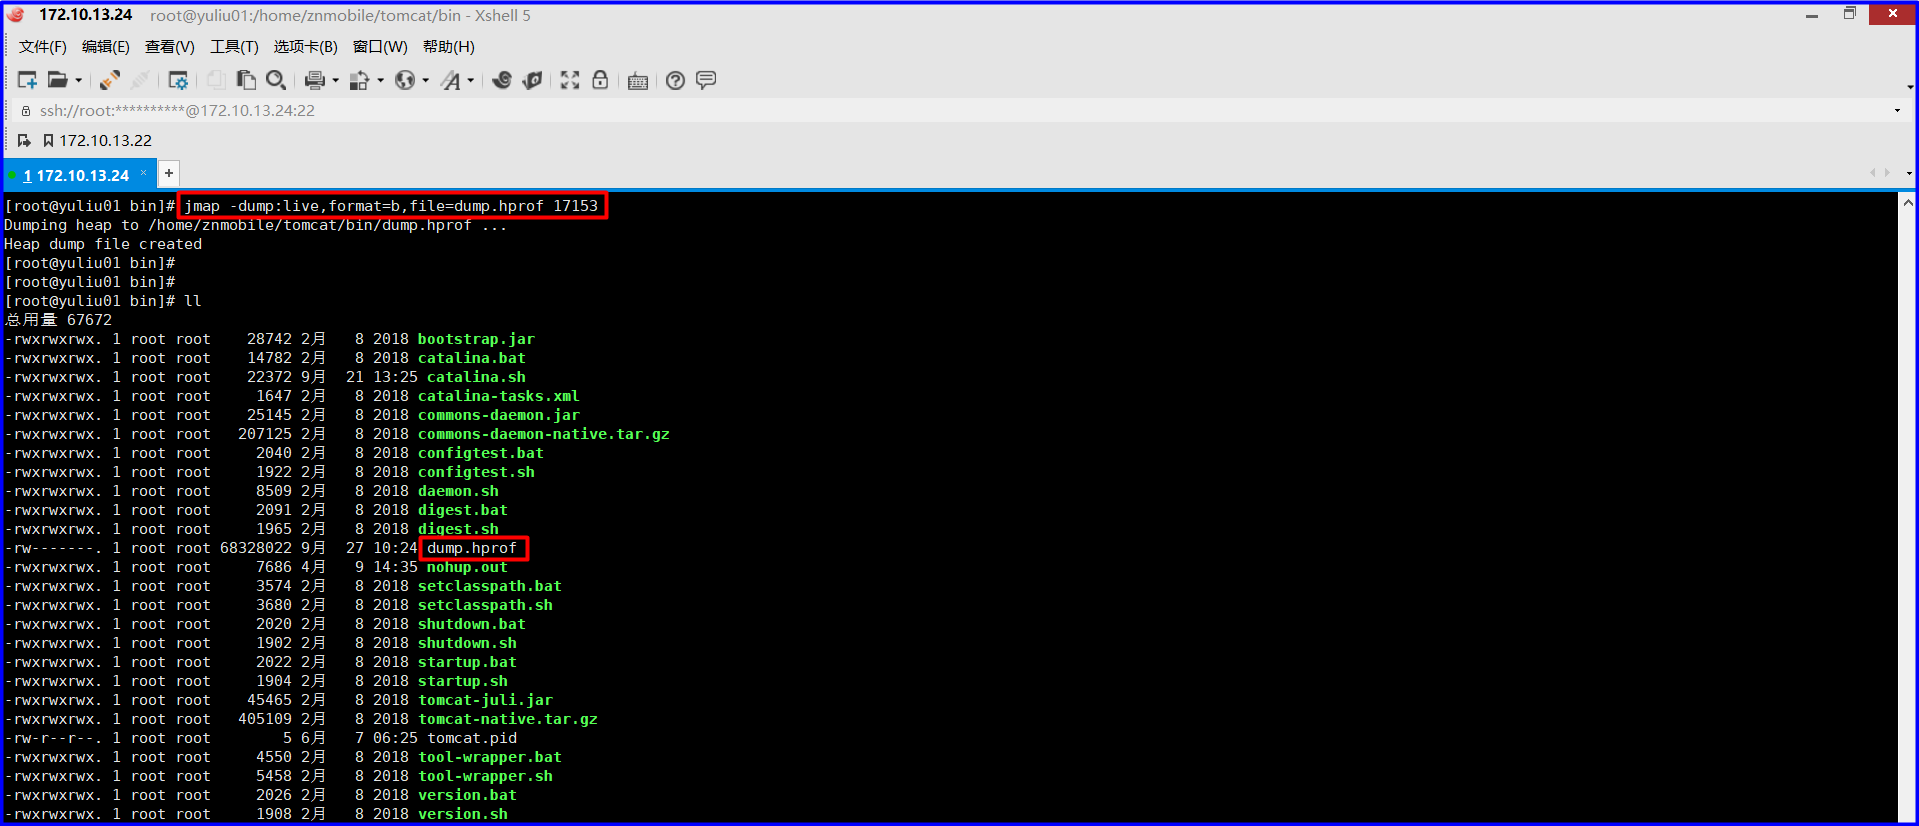 172.10.13.24 root@yuliu01:/home/znmobile/tomcat/bin - Xshell 5
文件(F) 编辑(E) 查看(V) 工具(T) 选项卡(B) 窗口(W) 帮助(H)
ssh://root:**********@172.10.13.24:22
172.10.13.22
1 172.10.13.24 × +
[root@yuliu01 bin]# jmap -dump:live,format=b,file=dump.hprof 17153
Dumping heap to /home/znmobile/tomcat/bin/dump.hprof ...
Heap dump file created
[root@yuliu01 bin]#
[root@yuliu01 bin]#
[root@yuliu01 bin]# ll
总用量 67672
-rwxrwxrwx. 1 root root    28742 2月   8 2018 bootstrap.jar
-rwxrwxrwx. 1 root root    14782 2月   8 2018 catalina.bat
-rwxrwxrwx. 1 root root    22372 9月  21 13:25 catalina.sh
-rwxrwxrwx. 1 root root     1647 2月   8 2018 catalina-tasks.xml
-rwxrwxrwx. 1 root root    25145 2月   8 2018 commons-daemon.jar
-rwxrwxrwx. 1 root root   207125 2月   8 2018 commons-daemon-native.tar.gz
-rwxrwxrwx. 1 root root     2040 2月   8 2018 configtest.bat
-rwxrwxrwx. 1 root root     1922 2月   8 2018 configtest.sh
-rwxrwxrwx. 1 root root     8509 2月   8 2018 daemon.sh
-rwxrwxrwx. 1 root root     2091 2月   8 2018 digest.bat
-rwxrwxrwx. 1 root root     1965 2月   8 2018 digest.sh
-rw-------. 1 root root 68328022 9月  27 10:24 dump.hprof
-rwxrwxrwx. 1 root root     7686 4月   9 14:35 nohup.out
-rwxrwxrwx. 1 root root     3574 2月   8 2018 setclasspath.bat
-rwxrwxrwx. 1 root root     3680 2月   8 2018 setclasspath.sh
-rwxrwxrwx. 1 root root     2020 2月   8 2018 shutdown.bat
-rwxrwxrwx. 1 root root     1902 2月   8 2018 shutdown.sh
-rwxrwxrwx. 1 root root     2022 2月   8 2018 startup.bat
-rwxrwxrwx. 1 root root     1904 2月   8 2018 startup.sh
-rwxrwxrwx. 1 root root    45465 2月   8 2018 tomcat-juli.jar
-rwxrwxrwx. 1 root root   405109 2月   8 2018 tomcat-native.tar.gz
-rw-r--r--. 1 root root        5 6月   7 06:25 tomcat.pid
-rwxrwxrwx. 1 root root     4550 2月   8 2018 tool-wrapper.bat
-rwxrwxrwx. 1 root root     5458 2月   8 2018 tool-wrapper.sh
-rwxrwxrwx. 1 root root     2026 2月   8 2018 version.bat
-rwxrwxrwx. 1 root root     1908 2月   8 2018 version.sh